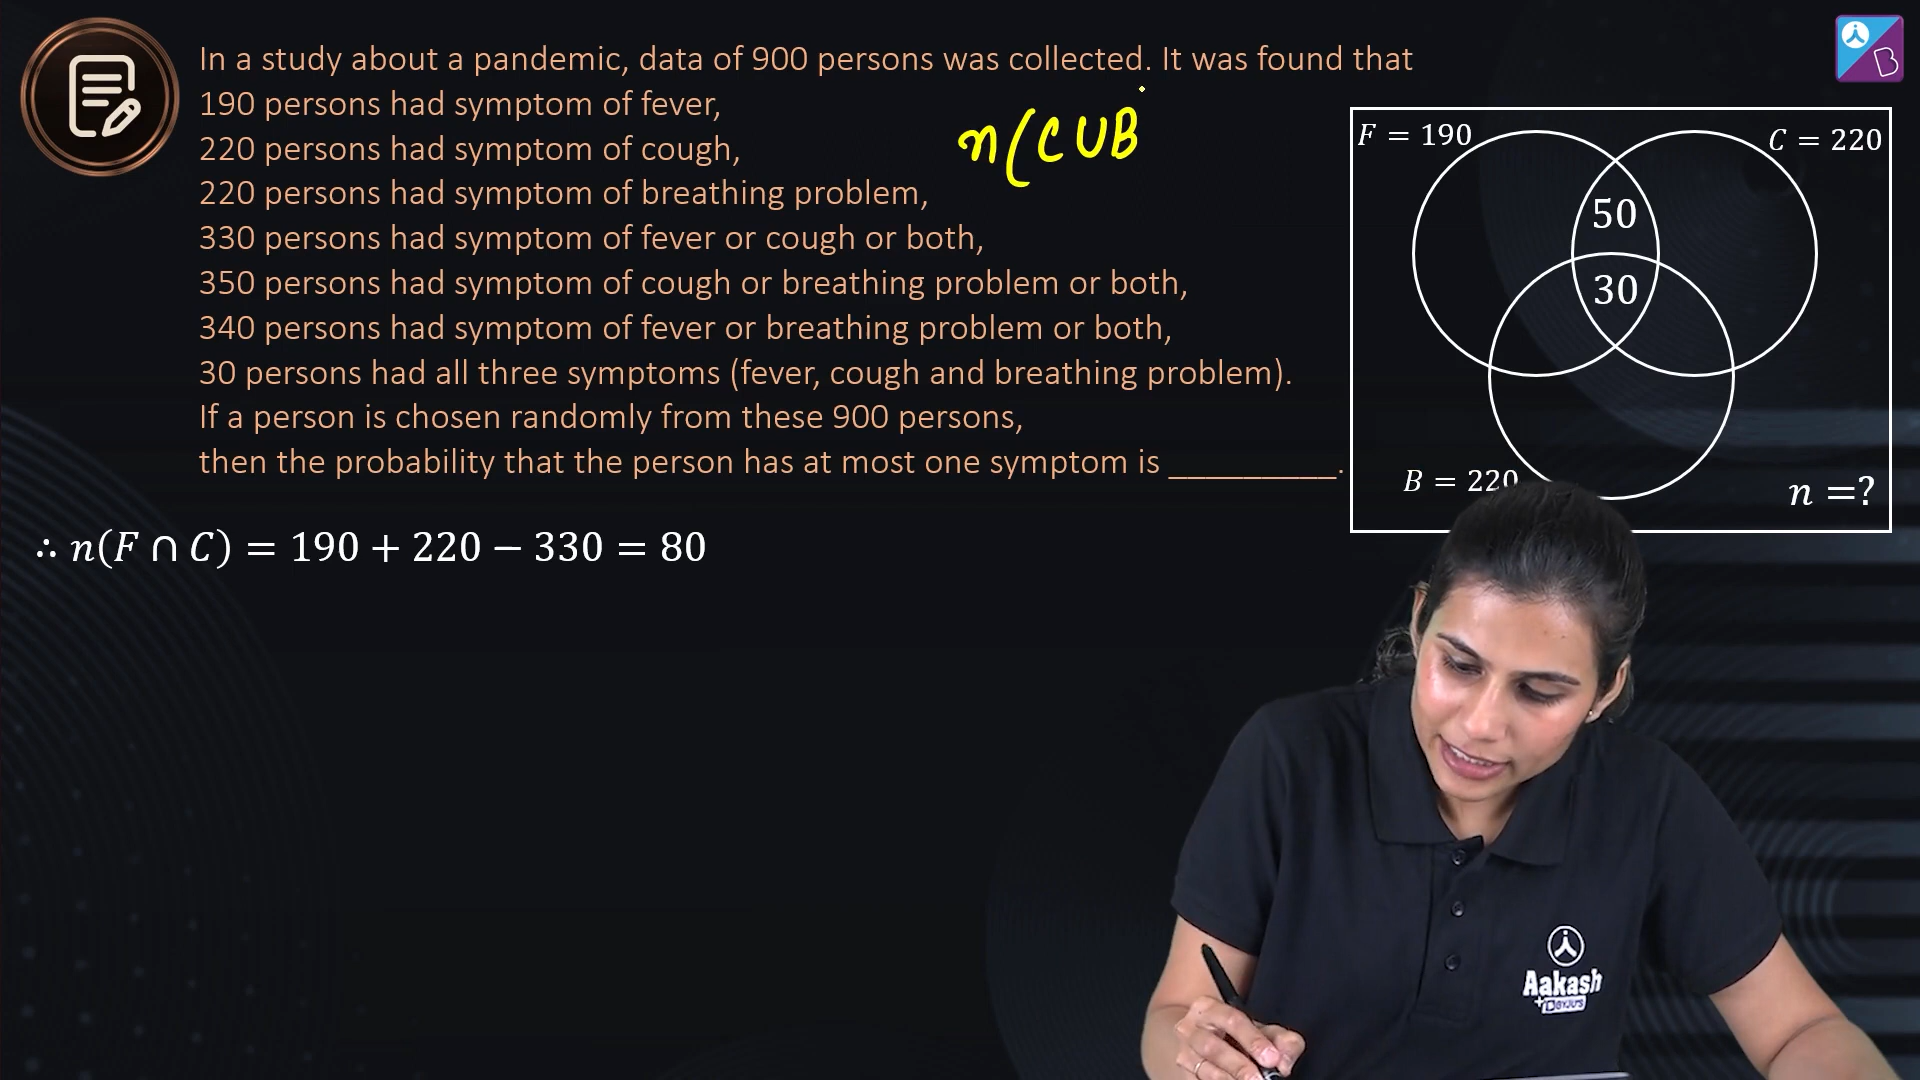 In a study about a pandemic, data of 900 persons was collected. It was found that
190 persons had symptom of fever,
220 persons had symptom of cough,
220 persons had symptom of breathing problem,
330 persons had symptom of fever or cough or both,
350 persons had symptom of cough or breathing problem or both,
340 persons had symptom of fever or breathing problem or both,
30 persons had all three symptoms (fever, cough and breathing problem).
If a person is chosen randomly from these 900 persons,
then the probability that the person has at most one symptom is __________.
n(C∪B
F = 190
C = 220
50
30
B = 220
n =?
∴ n(F ∩ C) = 190 + 220 − 330 = 80
B
Aakash
+BYJU'S